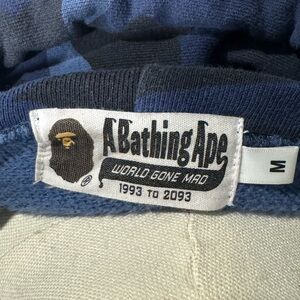 A Bathing Ape
®
WORLD GONE MAD
1993 TO 2093
M